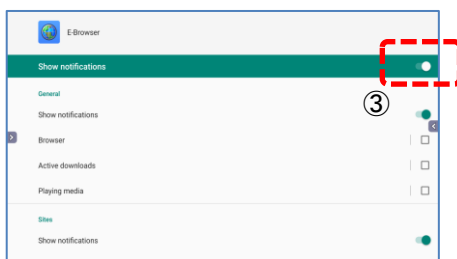 E-Browser
Show notifications
General
③
Show notifications
Browser
Active downloads
Playing media
Sites
Show notifications